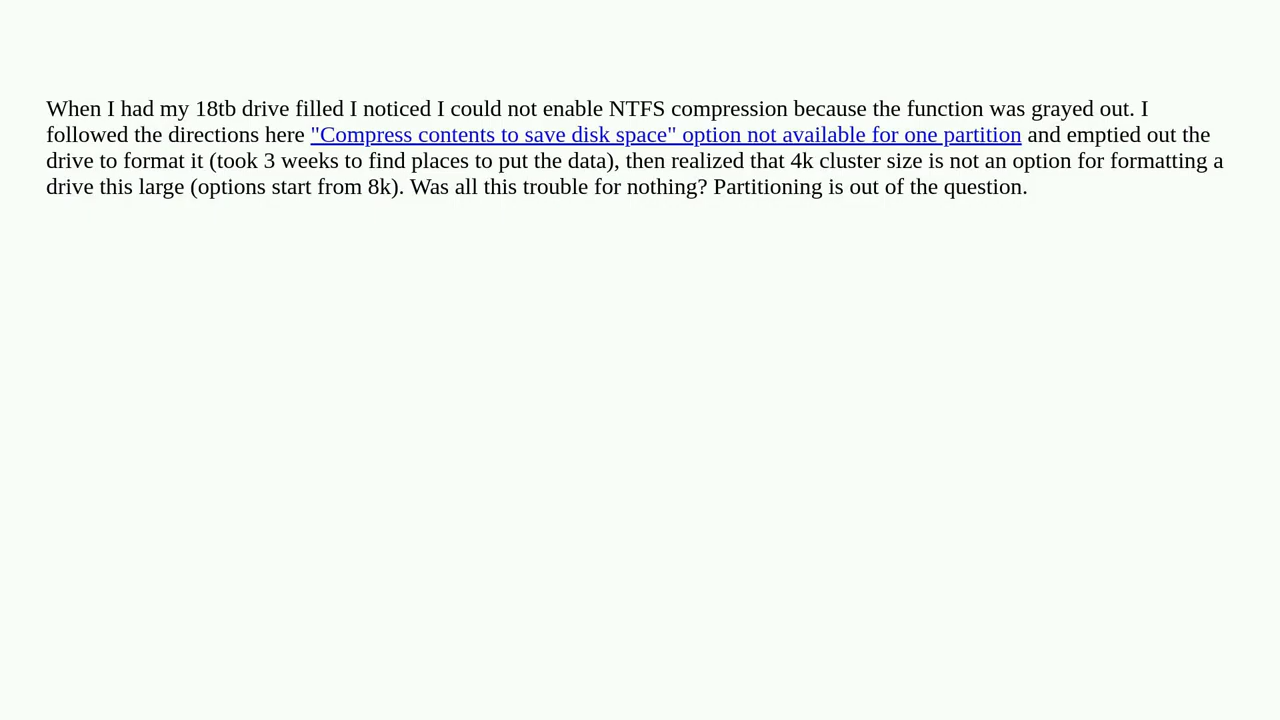 When I had my 18tb drive filled I noticed I could not enable NTFS compression because the function was grayed out. I
followed the directions here "Compress contents to save disk space" option not available for one partition and emptied out the
drive to format it (took 3 weeks to find places to put the data), then realized that 4k cluster size is not an option for formatting a
drive this large (options start from 8k). Was all this trouble for nothing? Partitioning is out of the question.